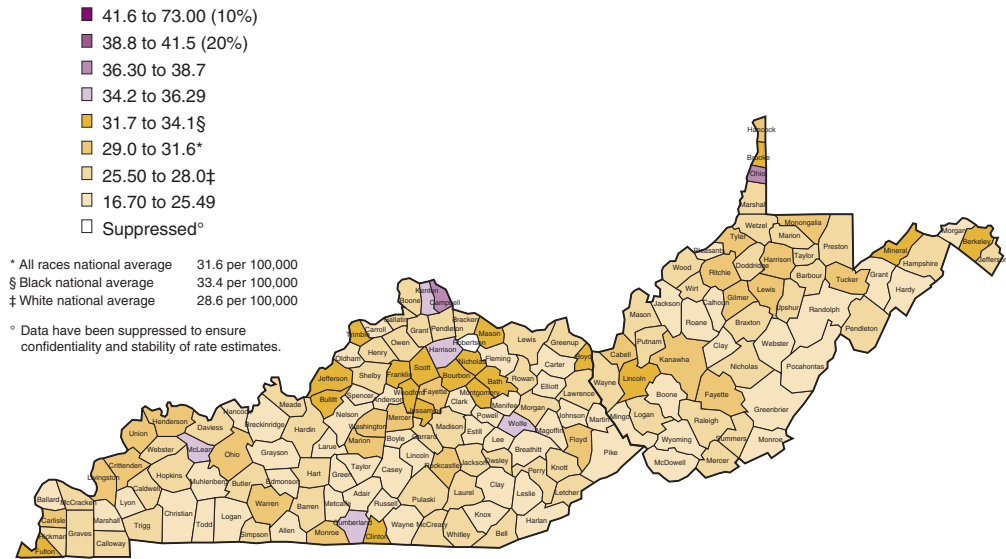 41.6 to 73.00 (10%)
38.8 to 41.5 (20%)
36.30 to 38.7
34.2 to 36.29
31.7 to 34.1§
29.0 to 31.6*
25.50 to 28.0‡
16.70 to 25.49
Suppressed°
* All races national average 31.6 per 100,000
§ Black national average 33.4 per 100,000
‡ White national average 28.6 per 100,000
° Data have been suppressed to ensure
confidentiality and stability of rate estimates.
Hancock
Brooke
Ohio
Marshall
Wetzel Monongalia
Tyler Marion Preston Morgan Berkeley
Pleasants Mineral Jefferson
Wood Doddridge Harrison Taylor Hampshire
Ritchie Barbour Grant
Wirt Lewis Tucker Hardy
Jackson Calhoun Gilmer Upshur Randolph
Mason Roane Braxton Pendleton
Putnam Clay Webster
Cabell Kanawha Nicholas Pocahontas
Wayne Lincoln Boone Fayette Greenbrier
Mingo Logan Raleigh
Wyoming Summers Monroe
McDowell Mercer
Kenton
Boone Campbell
Gallatin Bracken
Trimble Carroll Grant Pendleton Mason
Owen Robertson Lewis Greenup
Oldham Henry Harrison Fleming Boyd
Shelby Scott Nicholas Carter
Jefferson Franklin Bourbon Bath Rowan
Bullitt Spencer Woodford Fayette Montgomery Elliott Lawrence
Anderson Clark Menifee Morgan
Hancock Meade Nelson Jessamine Powell Johnson Martin
Henderson Daviess Breckinridge Washington Mercer Madison Estill Wolfe Magoffin
Union Hardin Marion Boyle Garrard Lee Floyd
Webster McLean Ohio Grayson Larue Lincoln Breathitt Pike
Crittenden Hopkins Taylor Casey Rockcastle Jackson Owsley Knott
Livingston Muhlenberg Butler Edmonson Hart Green Perry
Caldwell Adair Laurel Clay Letcher
Ballard McCracken Lyon Warren Barren Metcalfe Russell Pulaski Leslie
Carlisle Marshall Christian Logan Knox
Hickman Graves Trigg Todd Cumberland Wayne McCreary Harlan
Fulton Calloway Simpson Allen Monroe Clinton Whitley Bell